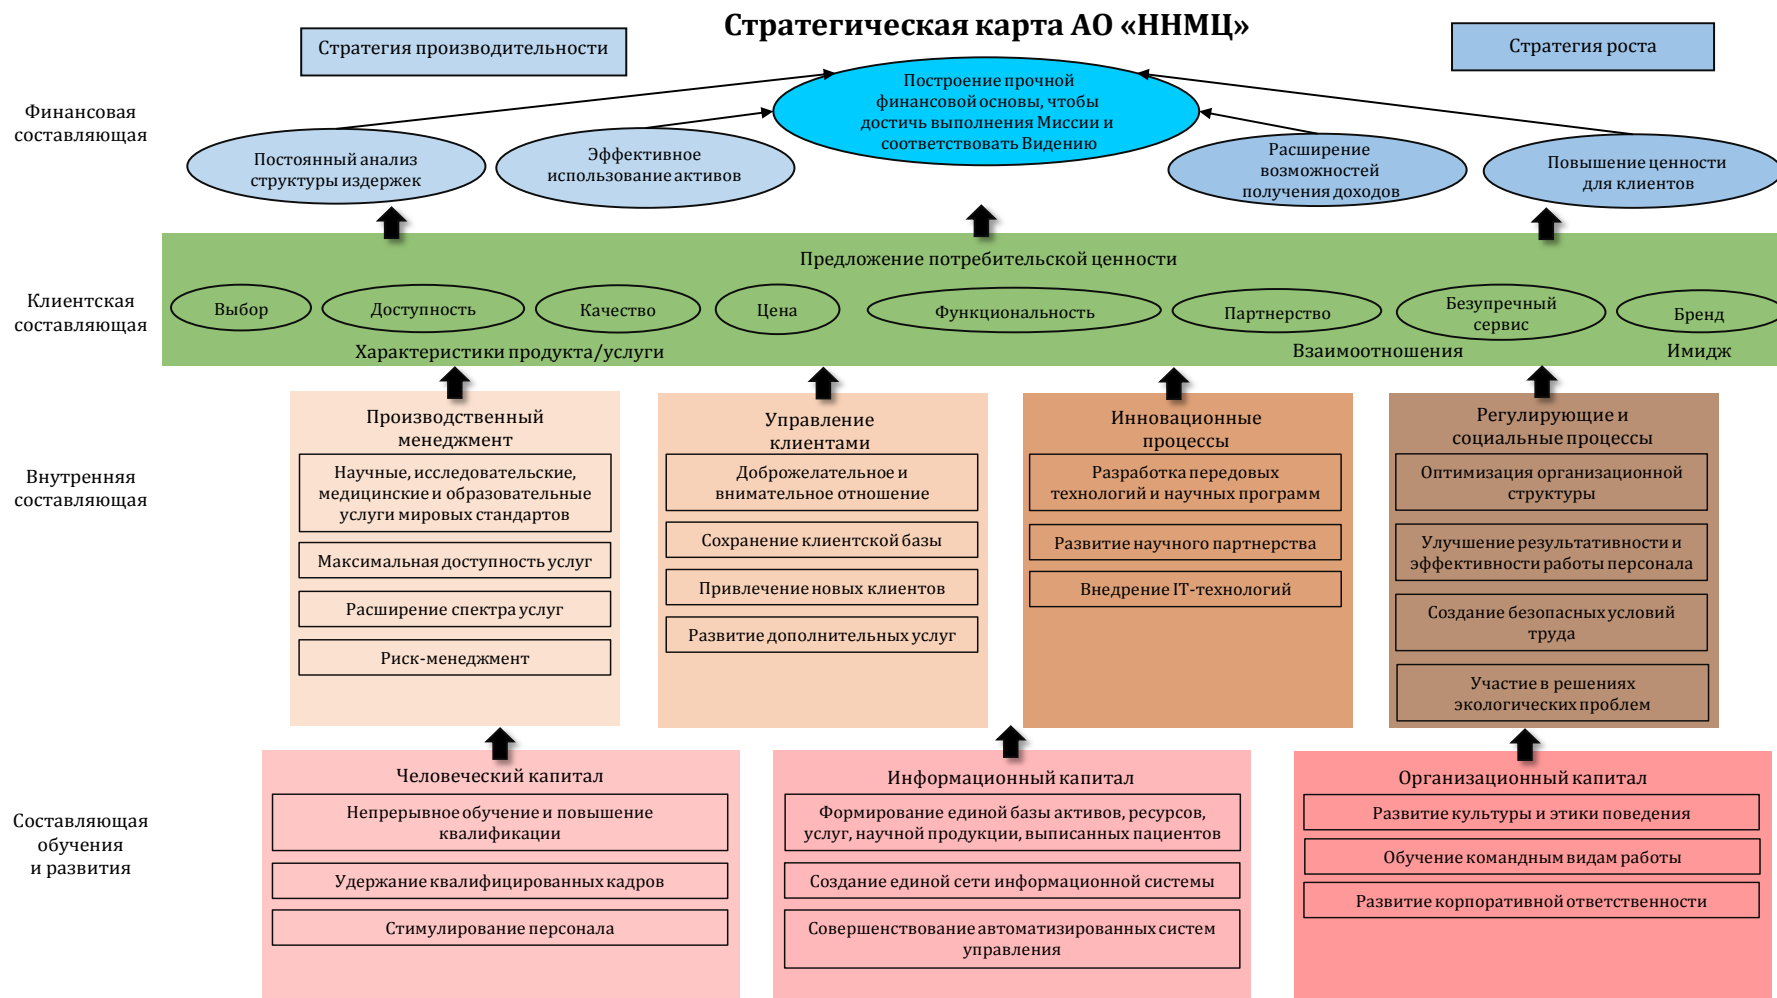 Стратегическая карта АО «ННМЦ»
Стратегия производительности
Стратегия роста
Финансовая
составляющая
Построение прочной
финансовой основы, чтобы
достичь выполнения Миссии и
соответствовать Видению
Постоянный анализ
структуры издержек
Эффективное
использование активов
Расширение
возможностей
получения доходов
Повышение ценности
для клиентов
Клиентская
составляющая
Предложение потребительской ценности
Выбор
Доступность
Качество
Цена
Функциональность
Партнерство
Безупречный
сервис
Бренд
Характеристики продукта/услуги
Взаимоотношения
Имидж
Внутренняя
составляющая
Производственный
менеджмент
Научные, исследовательские,
медицинские и образовательные
услуги мировых стандартов
Максимальная доступность услуг
Расширение спектра услуг
Риск-менеджмент
Управление
клиентами
Доброжелательное и
внимательное отношение
Сохранение клиентской базы
Привлечение новых клиентов
Развитие дополнительных услуг
Инновационные
процессы
Разработка передовых
технологий и научных программ
Развитие научного партнерства
Внедрение IT-технологий
Регулирующие и
социальные процессы
Оптимизация организационной
структуры
Улучшение результативности и
эффективности работы персонала
Создание безопасных условий
труда
Участие в решениях
экологических проблем
Составляющая
обучения
и развития
Человеческий капитал
Непрерывное обучение и повышение
квалификации
Удержание квалифицированных кадров
Стимулирование персонала
Информационный капитал
Формирование единой базы активов, ресурсов,
услуг, научной продукции, выписанных пациентов
Создание единой сети информационной системы
Совершенствование автоматизированных систем
управления
Организационный капитал
Развитие культуры и этики поведения
Обучение командным видам работы
Развитие корпоративной ответственности